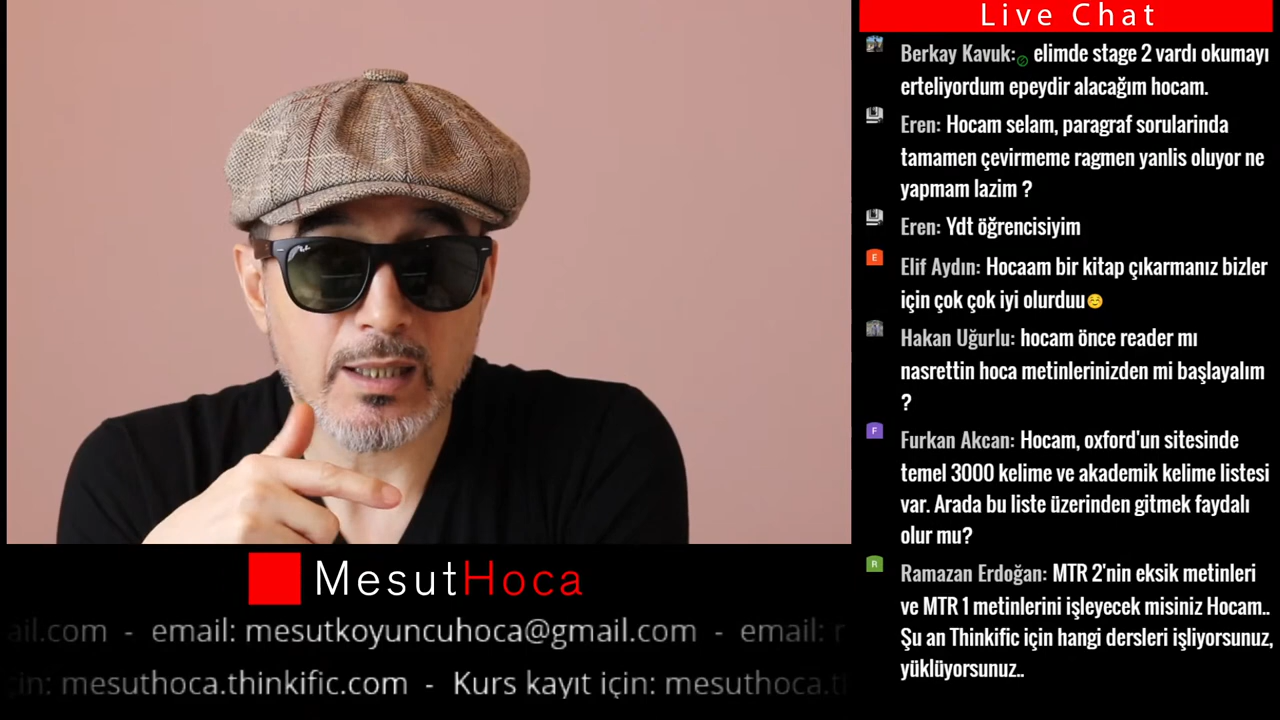 Live Chat
Berkay Kavuk: elimde stage 2 vardı okumayı
erteliyordum epeydir alacağım hocam.
Eren: Hocam selam, paragraf sorularinda
tamamen çevirmeme ragmen yanlis oluyor ne
yapmam lazim ?
Eren: Ydt öğrencisiyim
E
Elif Aydın: Hocaam bir kitap çıkarmanız bizler
için çok çok iyi olurduu☺️
Hakan Uğurlu: hocam önce reader mı
nasrettin hoca metinlerinizden mi başlayalım
?
F
Furkan Akcan: Hocam, oxford'un sitesinde
temel 3000 kelime ve akademik kelime listesi
var. Arada bu liste üzerinden gitmek faydalı
olur mu?
R
Ramazan Erdoğan: MTR 2'nin eksik metinleri
ve MTR 1 metinlerini işleyecek misiniz Hocam..
Şu an Thinkific için hangi dersleri işliyorsunuz,
yüklüyorsunuz..
Ray-Ban
MesutHoca
ail.com - email: mesutkoyuncuhoca@gmail.com - email:
için: mesuthoca.thinkific.com - Kurs kayıt için: mesuthoca.t